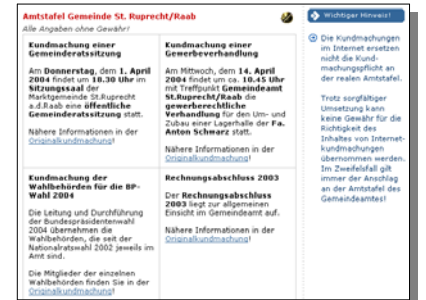 Amtstafel Gemeinde St. Ruprecht/Raab
Alle Angaben ohne Gewähr!
Kundmachung einer
Gemeinderatssitzung
Am Donnerstag, dem 1. April
2004 findet um 18.30 Uhr im
Sitzungssaal der
Marktgemeinde St.Ruprecht
a.d.Raab eine öffentliche
Gemeinderatssitzung statt.
Nähere Informationen in der
Originalkundmachung!
Kundmachung einer
Gewerbeverhandlung
Am Mittwoch, dem 14. April
2004 findet um ca. 10.45 Uhr
mit Treffpunkt Gemeindeamt
St.Ruprecht/Raab die
gewerberechtliche
Verhandlung für den Um- und
Zubau einer Lagerhalle der Fa.
Anton Schwarz statt.
Nähere Informationen in der
Originalkundmachung!
Kundmachung der
Wahlbehörden für die BP-
Wahl 2004
Die Leitung und Durchführung
der Bundespräsidentenwahl
2004 übernehmen die
Wahlbehörden, die seit der
Nationalratswahl 2002 jeweils im
Amt sind.
Die Mitglieder der einzelnen
Wahlbehörden finden Sie in der
Originalkundmachung!
Rechnungsabschluss 2003
Der Rechnungsabschluss
2003 liegt zur allgemeinen
Einsicht im Gemeindeamt auf.
Nähere Informationen in der
Originalkundmachung!
Wichtiger Hinweis!
Die Kundmachungen
im Internet ersetzen
nicht die Kund-
machungspflicht an
der realen Amtstafel.
Trotz sorgfältiger
Umsetzung kann
keine Gewähr für die
Richtigkeit des
Inhaltes von Internet-
kundmachungen
übernommen werden.
Im Zweifelsfall gilt
immer der Anschlag
an der Amtstafel des
Gemeindeamtes!